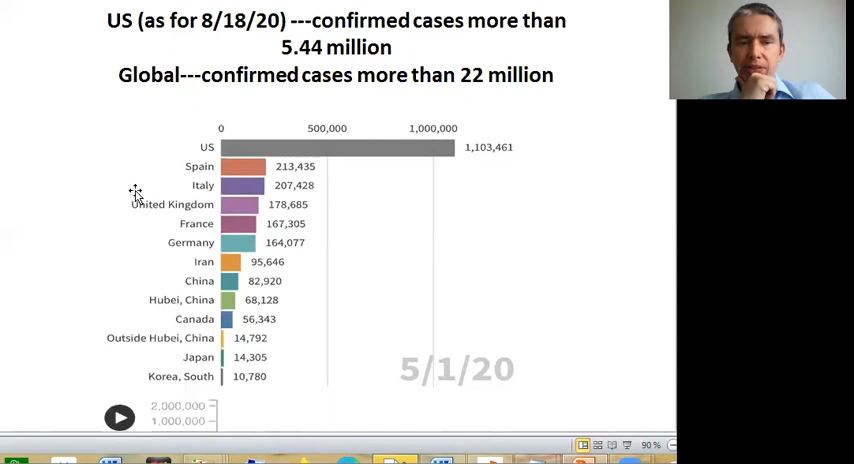 US (as for 8/18/20) ---confirmed cases more than
5.44 million
Global---confirmed cases more than 22 million
0 500,000 1,000,000
US 1,103,461
Spain 213,435
Italy 207,428
United Kingdom 178,685
France 167,305
Germany 164,077
Iran 95,646
China 82,920
Hubei, China 68,128
Canada 56,343
Outside Hubei, China 14,792
Japan 14,305
Korea, South 10,780
5/1/20
2,000,000
1,000,000
90%